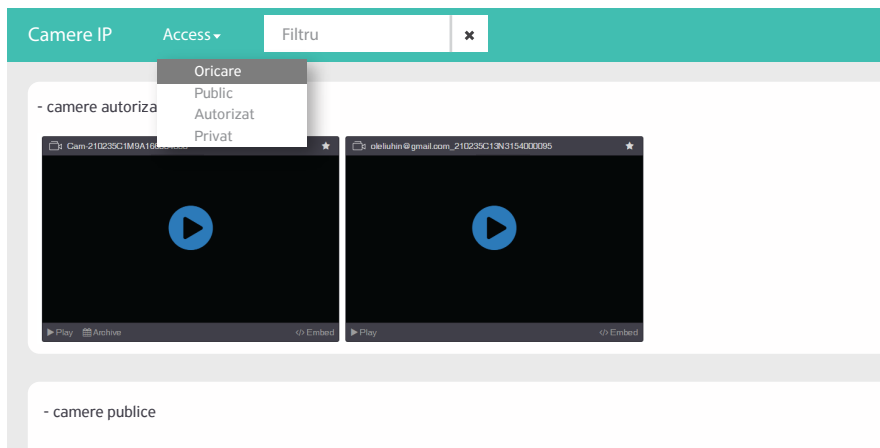 Camere IP Access Filtru
Oricare
Public
Autorizat
Privat
- camere autoriza
oleliuhin@gmail.com_210235C13N3154000095
Play Archive </> Embed
Play </> Embed
- camere publice